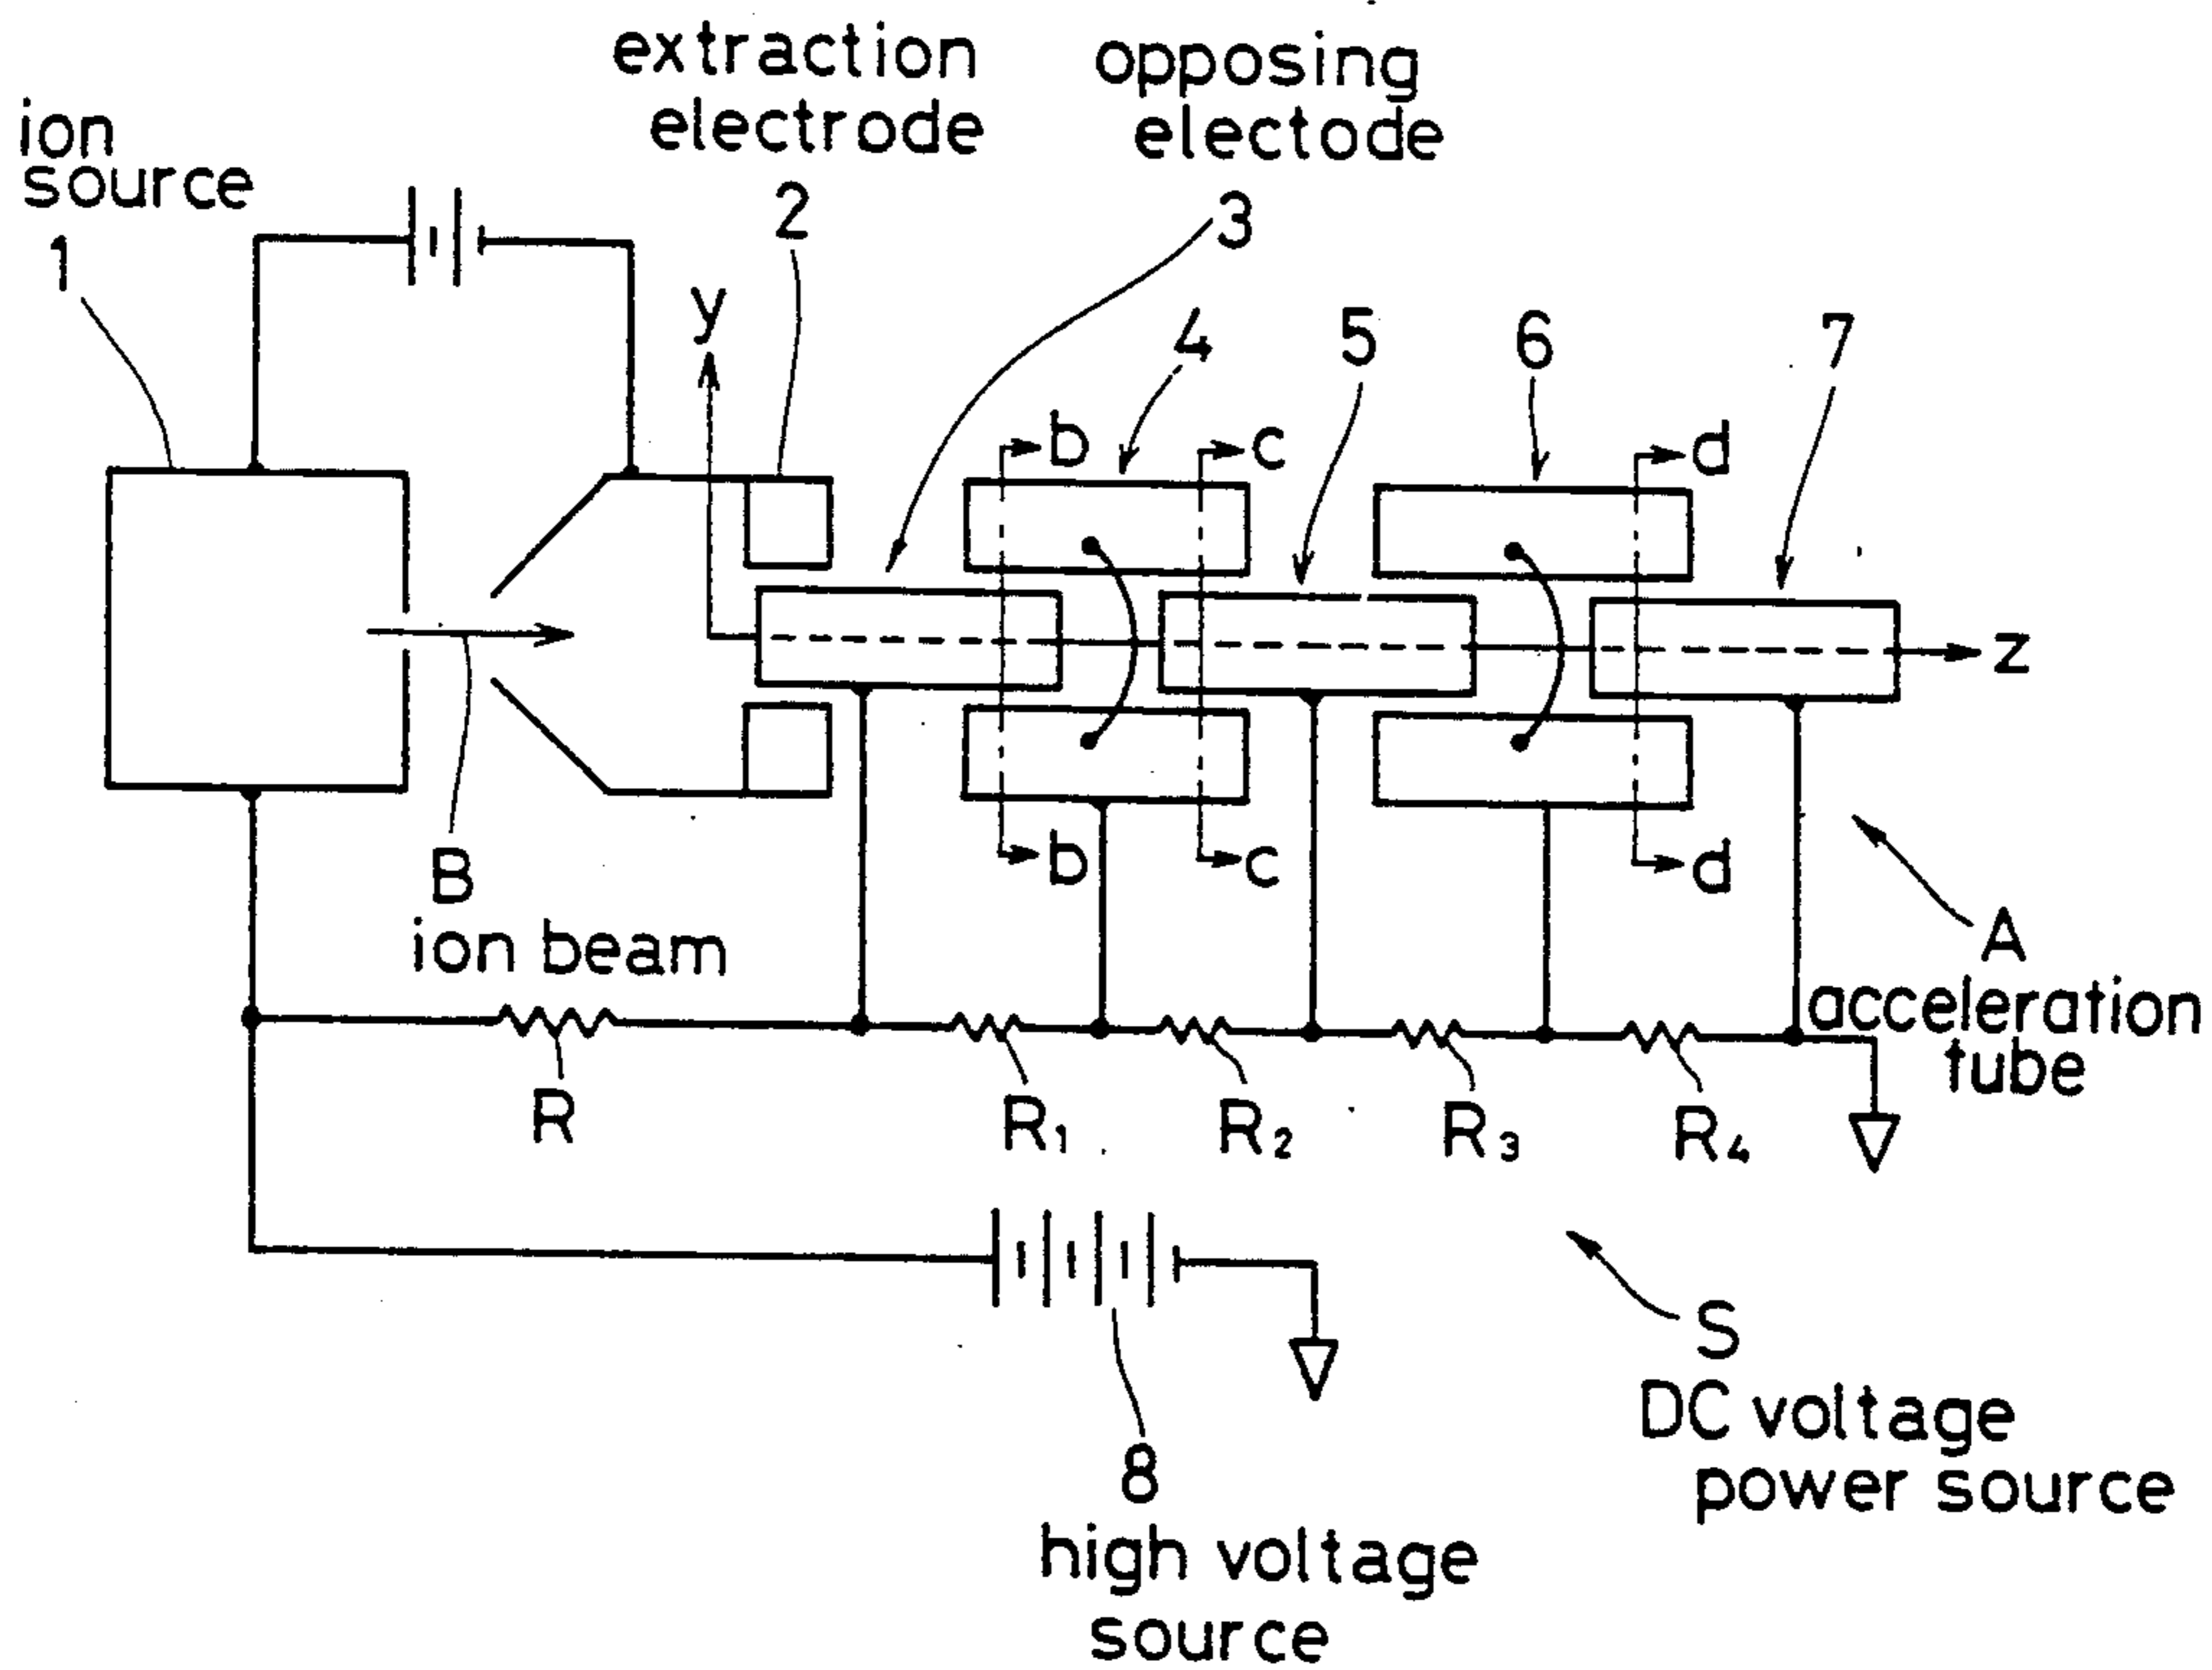 extraction
electrode
2
opposing
electode
3
ion
source
1
y
4
5
6
7
b
c
d
z
B
ion beam
b
c
d
A
acceleration
tube
R
R1
R2
R3
R4
S
DC voltage
power source
8
high voltage
source